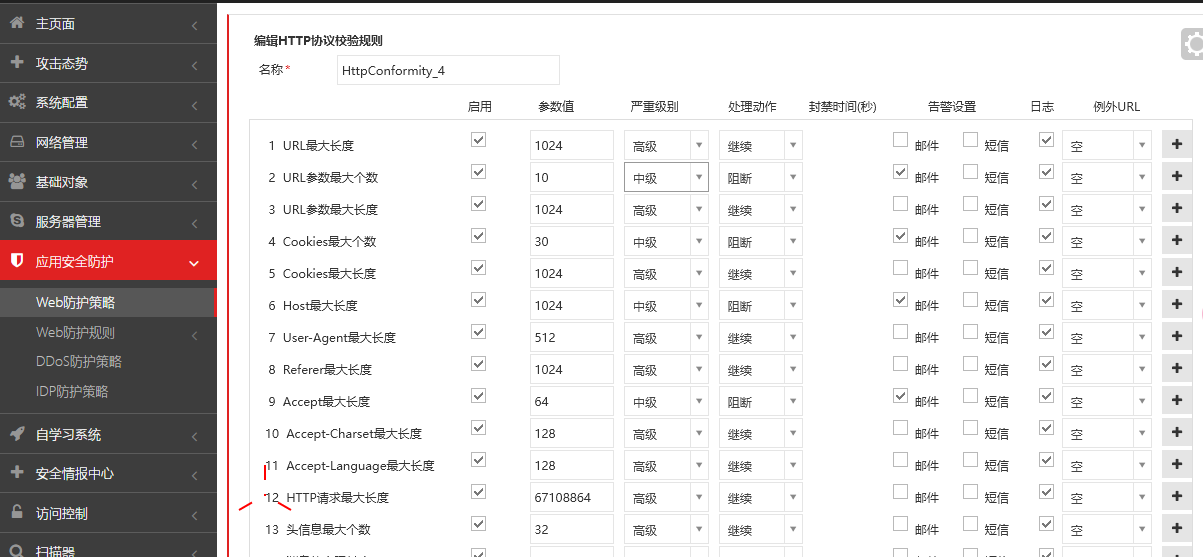 主页面
攻击态势
系统配置
网络管理
基础对象
服务器管理
应用安全防护
Web防护策略
Web防护规则
DDoS防护策略
IDP防护策略
自学习系统
安全情报中心
访问控制
扫描器
编辑HTTP协议校验规则
名称* HttpConformity_4
启用 参数值 严重级别 处理动作 封禁时间(秒) 告警设置 日志 例外URL
1 URL最大长度 1024 高级 继续 邮件 短信 空
2 URL参数最大个数 10 中级 阻断 邮件 短信 空
3 URL参数最大长度 1024 高级 继续 邮件 短信 空
4 Cookies最大个数 30 中级 阻断 邮件 短信 空
5 Cookies最大长度 1024 高级 继续 邮件 短信 空
6 Host最大长度 1024 中级 阻断 邮件 短信 空
7 User-Agent最大长度 512 高级 继续 邮件 短信 空
8 Referer最大长度 1024 高级 继续 邮件 短信 空
9 Accept最大长度 64 中级 阻断 邮件 短信 空
10 Accept-Charset最大长度 128 高级 继续 邮件 短信 空
11 Accept-Language最大长度 128 高级 继续 邮件 短信 空
12 HTTP请求最大长度 67108864 高级 继续 邮件 短信 空
13 头信息最大个数 32 高级 继续 邮件 短信 空